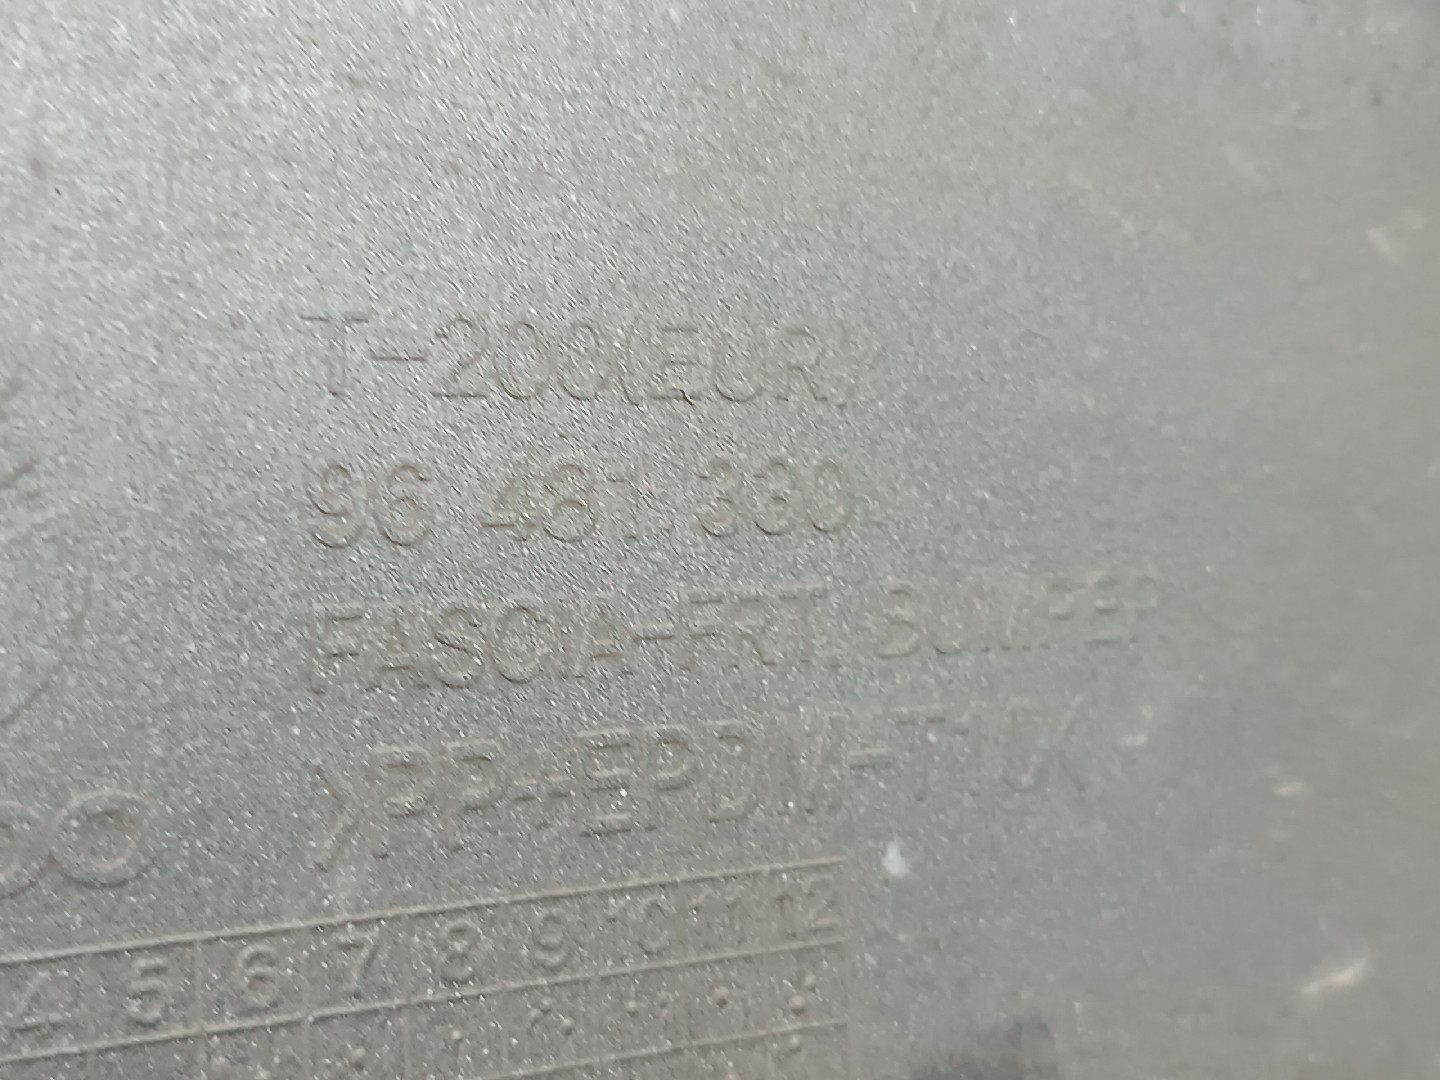 T-200(EUR)
96 481 330
FASCIA-FRT. BUMPER
>PP+EPDM-T10<
4 5 6 7 8 9 10 11 12